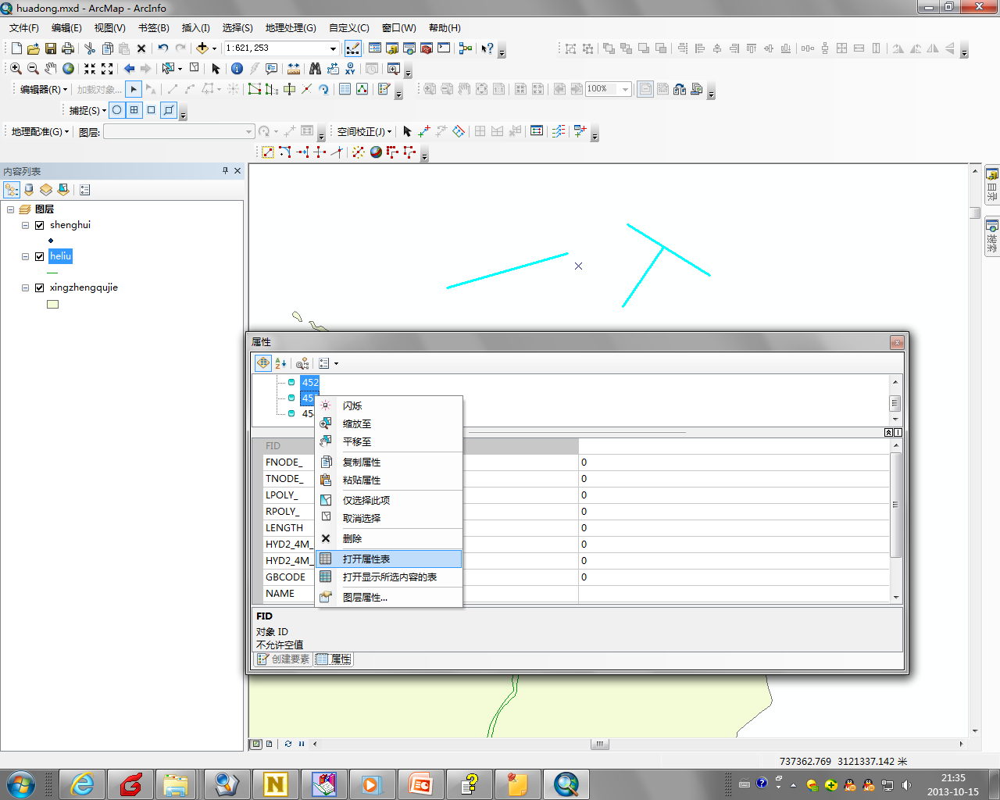 huadong.mxd - ArcMap - ArcInfo
文件(F) 编辑(E) 视图(V) 书签(B) 插入(I) 选择(S) 地理处理(G) 自定义(C) 窗口(W) 帮助(H)
1:621,253
编辑器(R) 加载对象... 100%
捕捉(S)
地理配准(G) 图层: 空间校正(J)
内容列表
目录
搜索
图层
shenghui
heliu
xingzhengqujie
属性
452
45
45
闪烁
缩放至
平移至
复制属性
粘贴属性
仅选择此项
取消选择
删除
打开属性表
打开显示所选内容的表
图层属性...
FID
FNODE_ 0
TNODE_ 0
LPOLY_ 0
RPOLY_ 0
LENGTH 0
HYD2_4M_ 0
HYD2_4M_ 0
GBCODE 0
NAME
FID
对象 ID
不允许空值
创建要素 属性
737362.769 3121337.142 米
21:35
2013-10-15